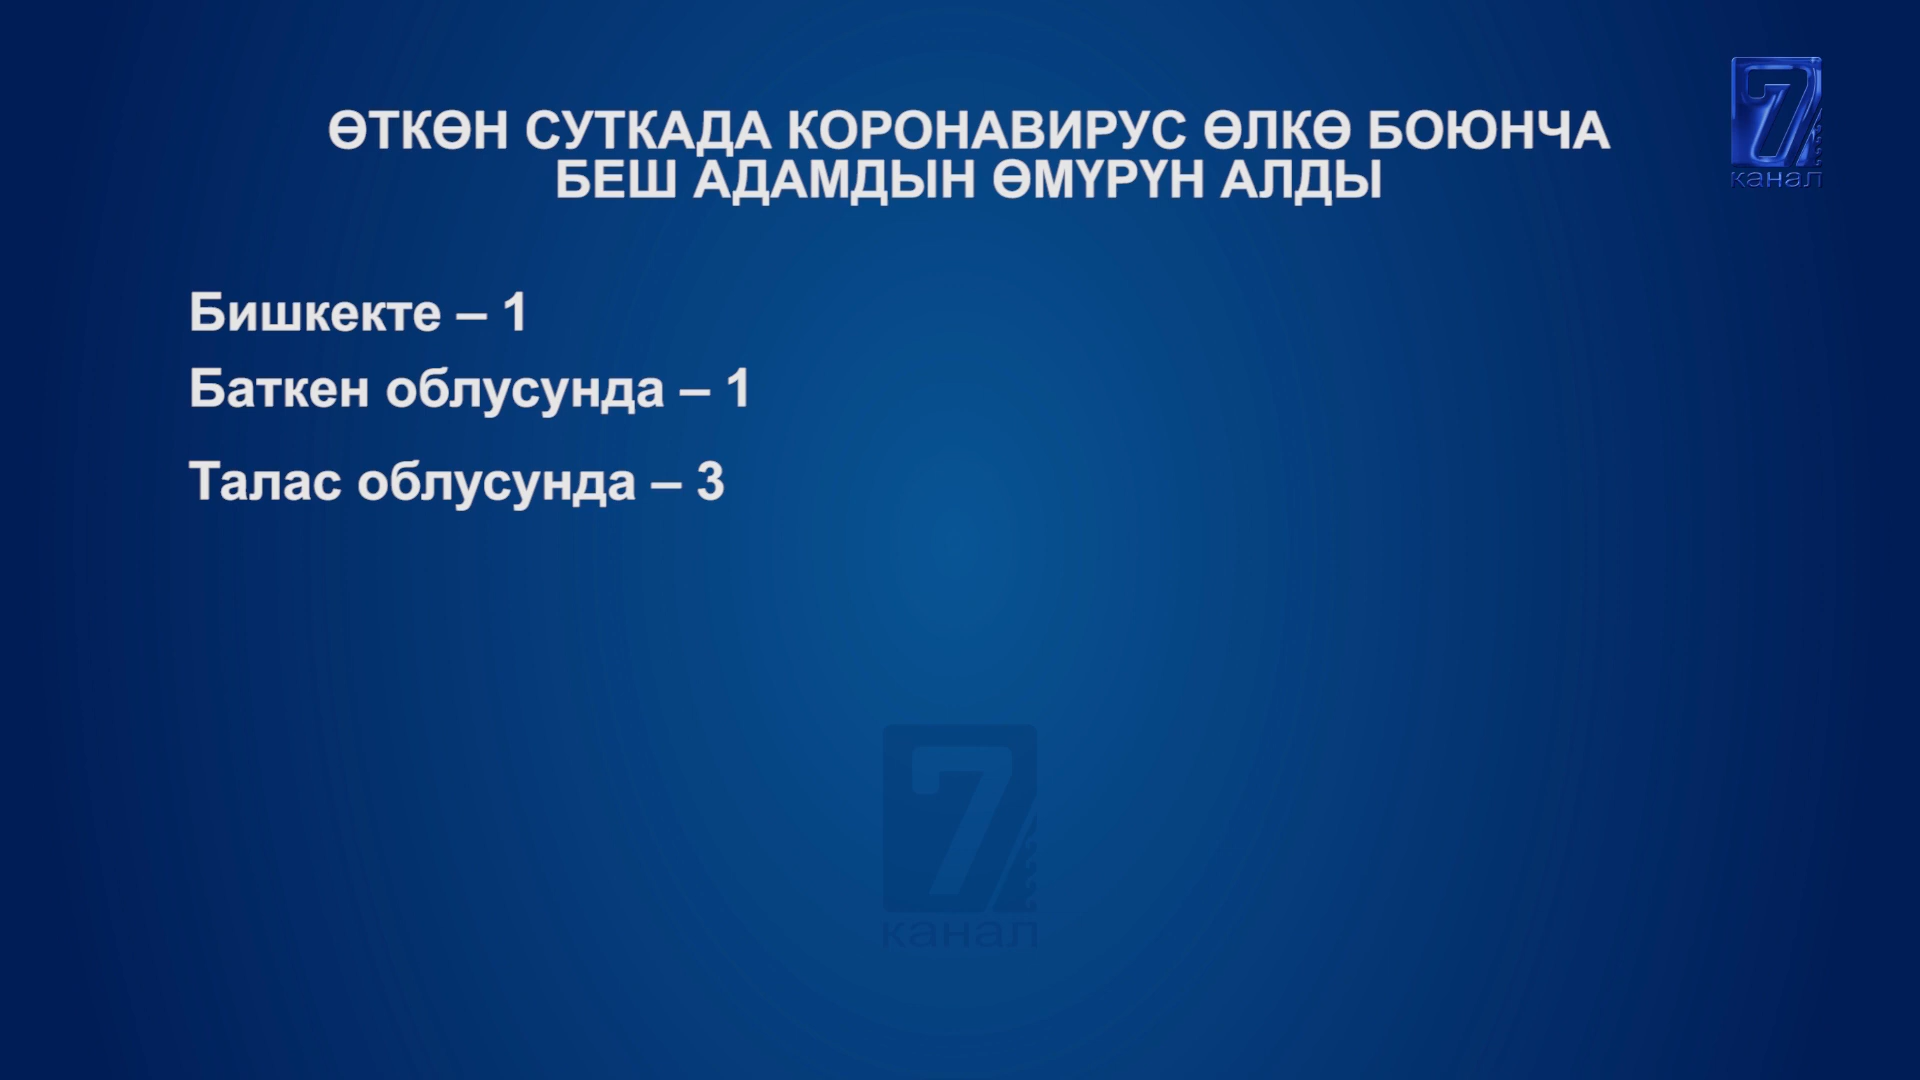 ӨТКӨН СУТКАДА КОРОНАВИРУС ӨЛКӨ БОЮНЧА
БЕШ АДАМДЫН ӨМҮРҮН АЛДЫ
7
канал
Бишкекте – 1
Баткен облусунда – 1
Талас облусунда – 3
7
канал